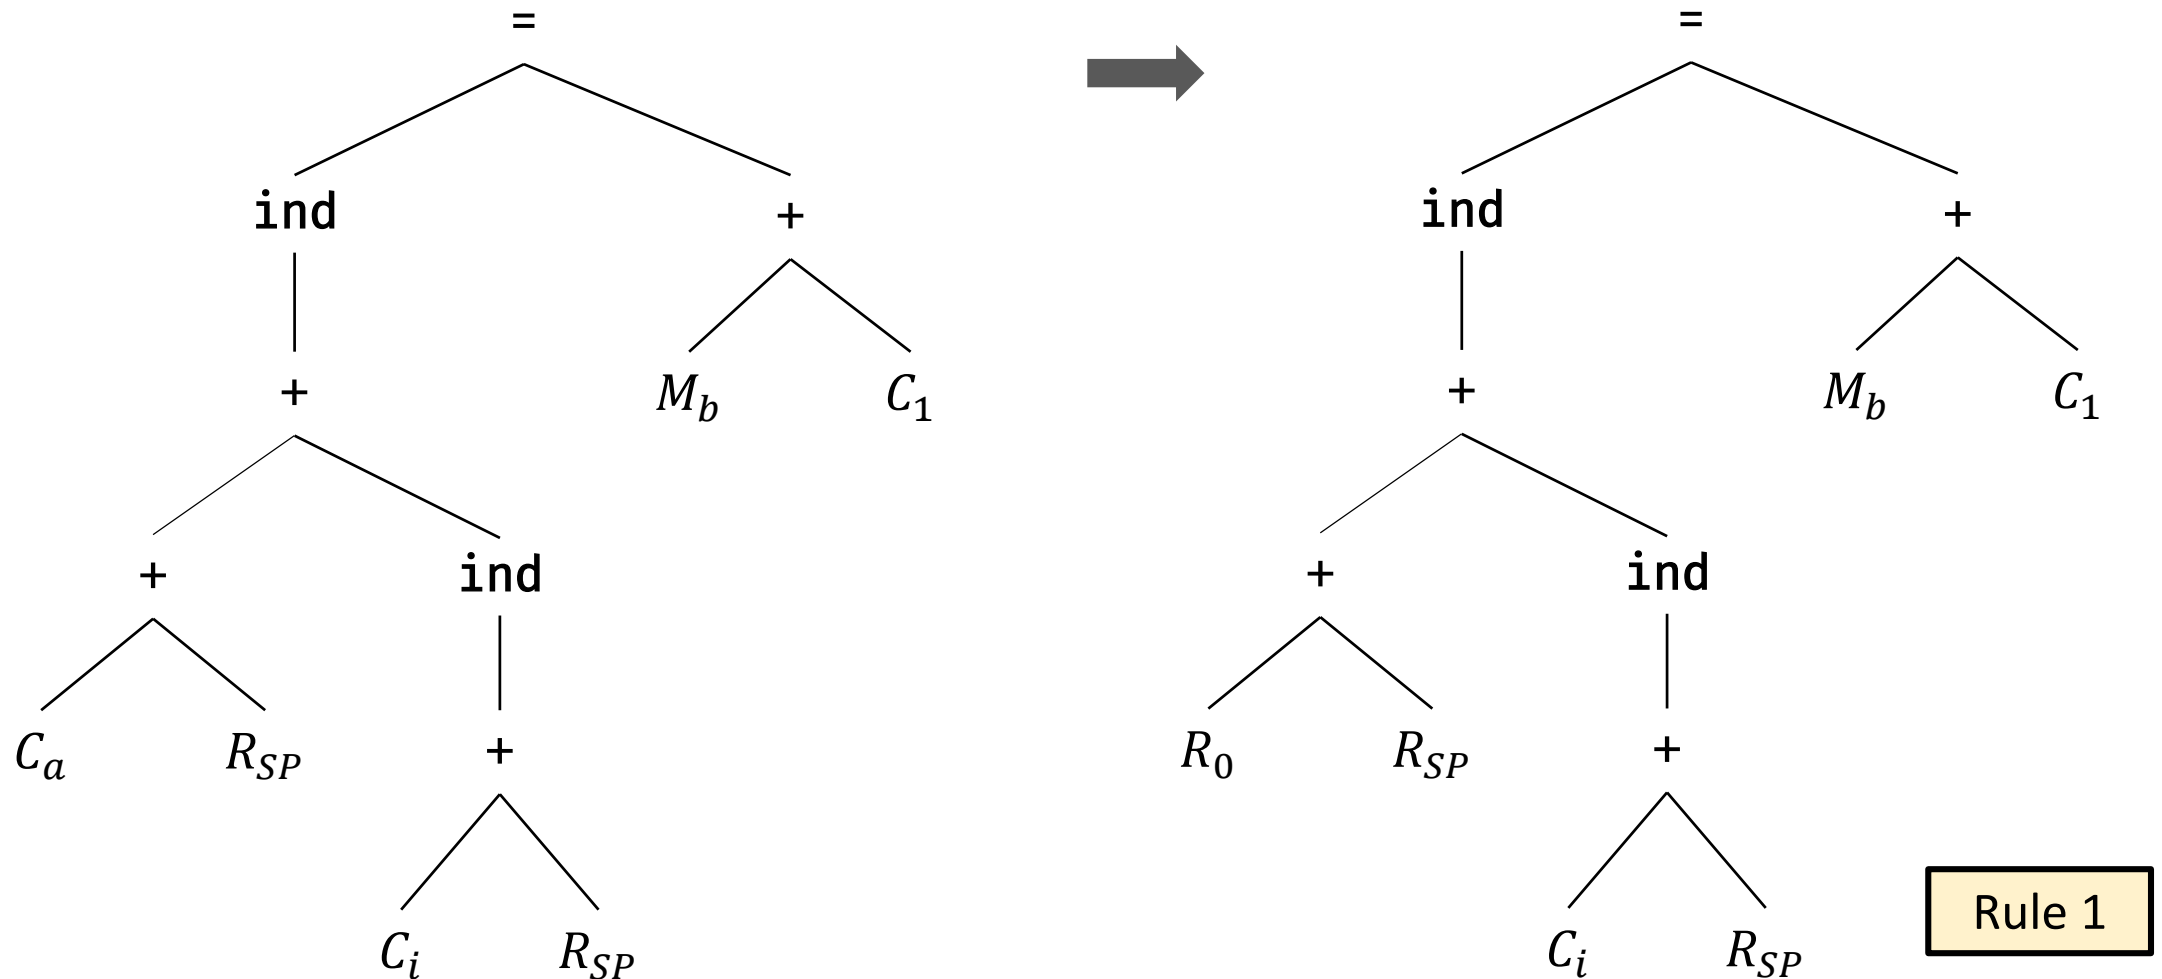 = =
ind + ind +
+ M_b C_1 + M_b C_1
+ ind + ind
C_a R_SP + R_0 R_SP +
C_i R_SP C_i R_SP
Rule 1